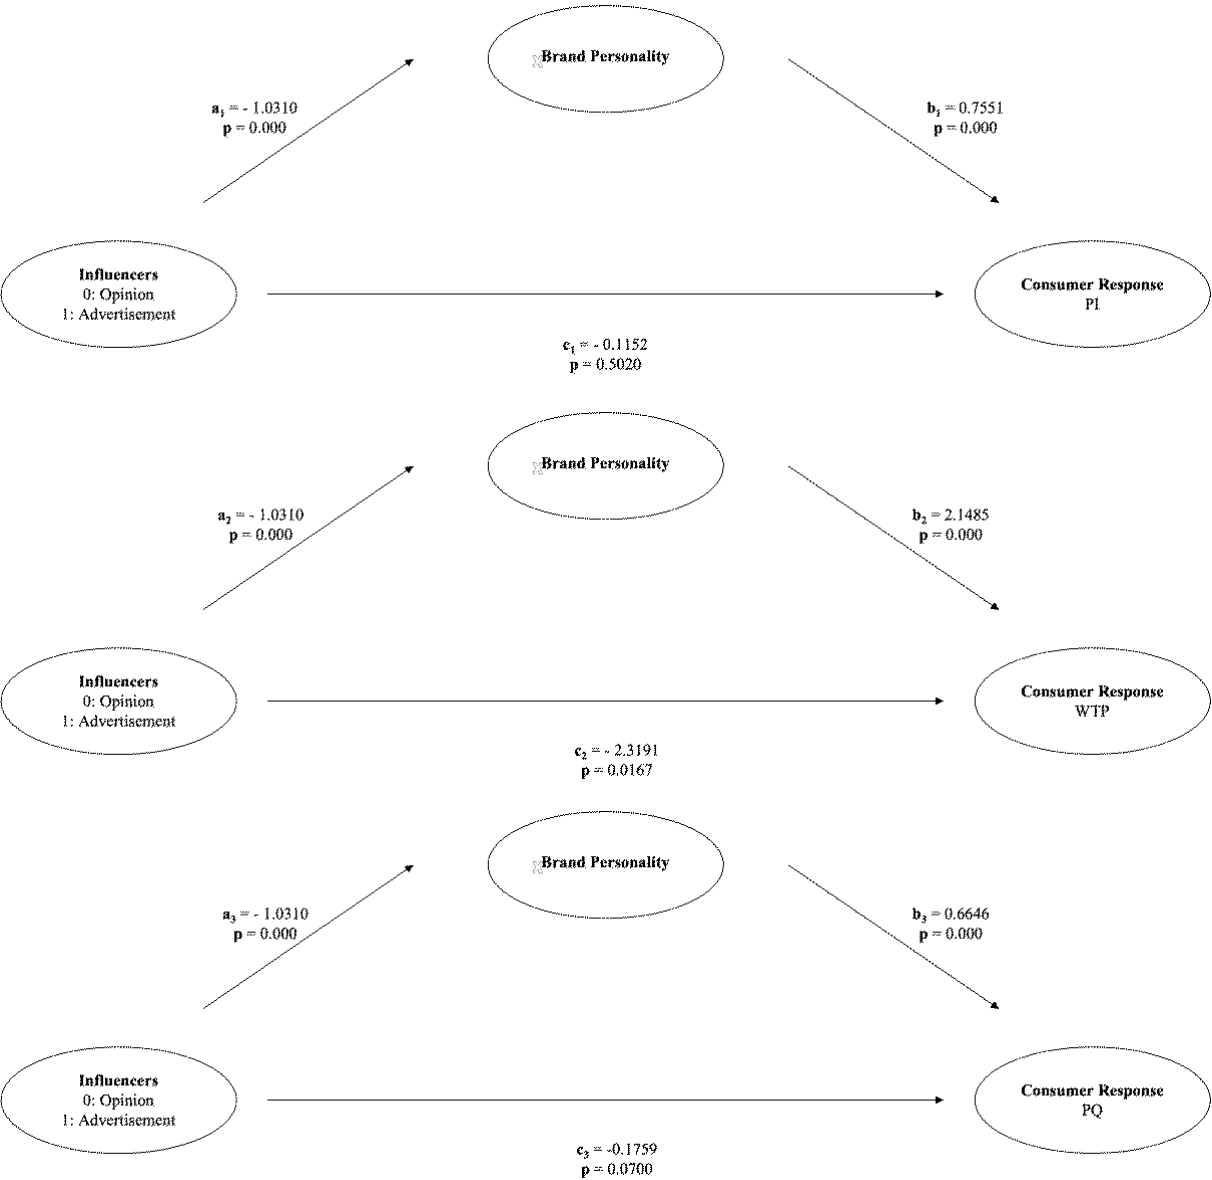 Brand Personality
a₁ = - 1.0310
p = 0.000
b₁ = 0.7551
p = 0.000
Influencers
0: Opinion
1: Advertisement
Consumer Response
PI
c₁ = - 0.1152
p = 0.5020
Brand Personality
a₂ = - 1.0310
p = 0.000
b₂ = 2.1485
p = 0.000
Influencers
0: Opinion
1: Advertisement
Consumer Response
WTP
c₂ = - 2.3191
p = 0.0167
Brand Personality
a₃ = - 1.0310
p = 0.000
b₃ = 0.6646
p = 0.000
Influencers
0: Opinion
1: Advertisement
Consumer Response
PQ
c₃ = -0.1759
p = 0.0700